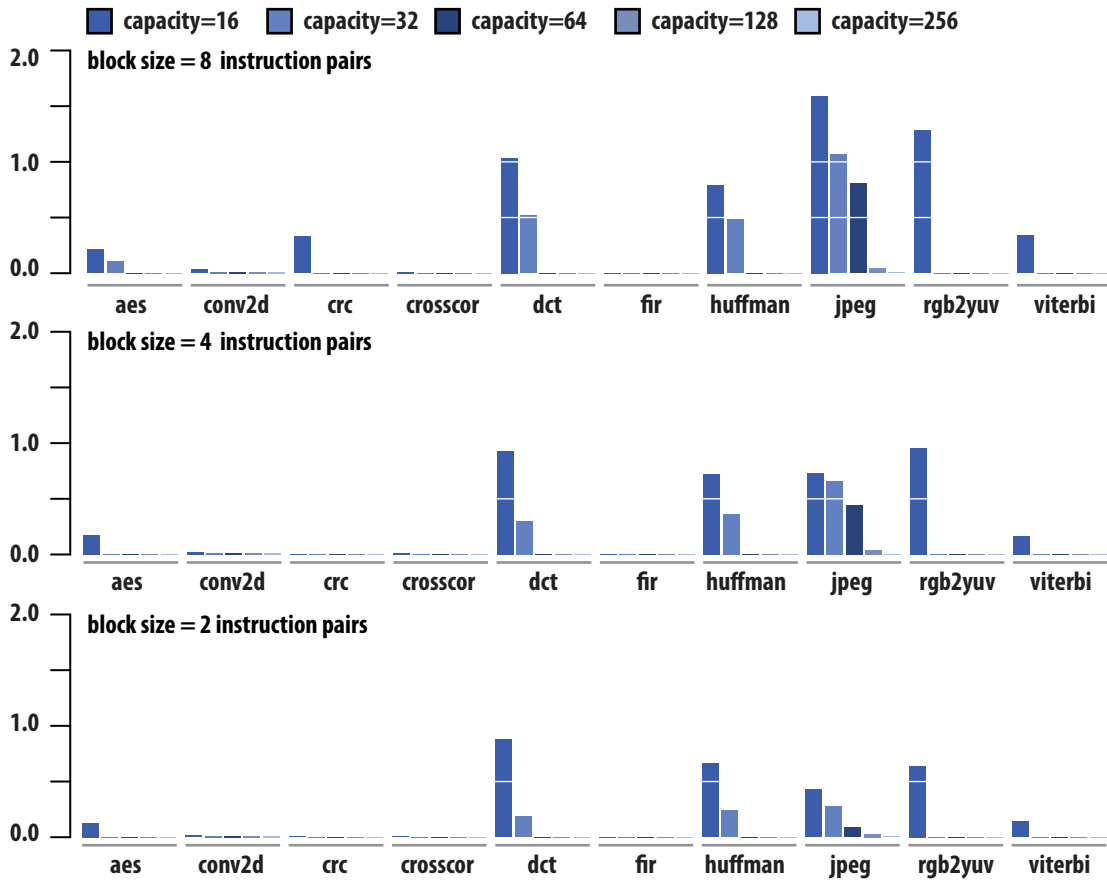 capacity=16 capacity=32 capacity=64 capacity=128 capacity=256
2.0
block size = 8 instruction pairs
1.0
0.0
aes conv2d crc crosscor dct fir huffman jpeg rgb2yuv viterbi
2.0
block size = 4 instruction pairs
1.0
0.0
aes conv2d crc crosscor dct fir huffman jpeg rgb2yuv viterbi
2.0
block size = 2 instruction pairs
1.0
0.0
aes conv2d crc crosscor dct fir huffman jpeg rgb2yuv viterbi